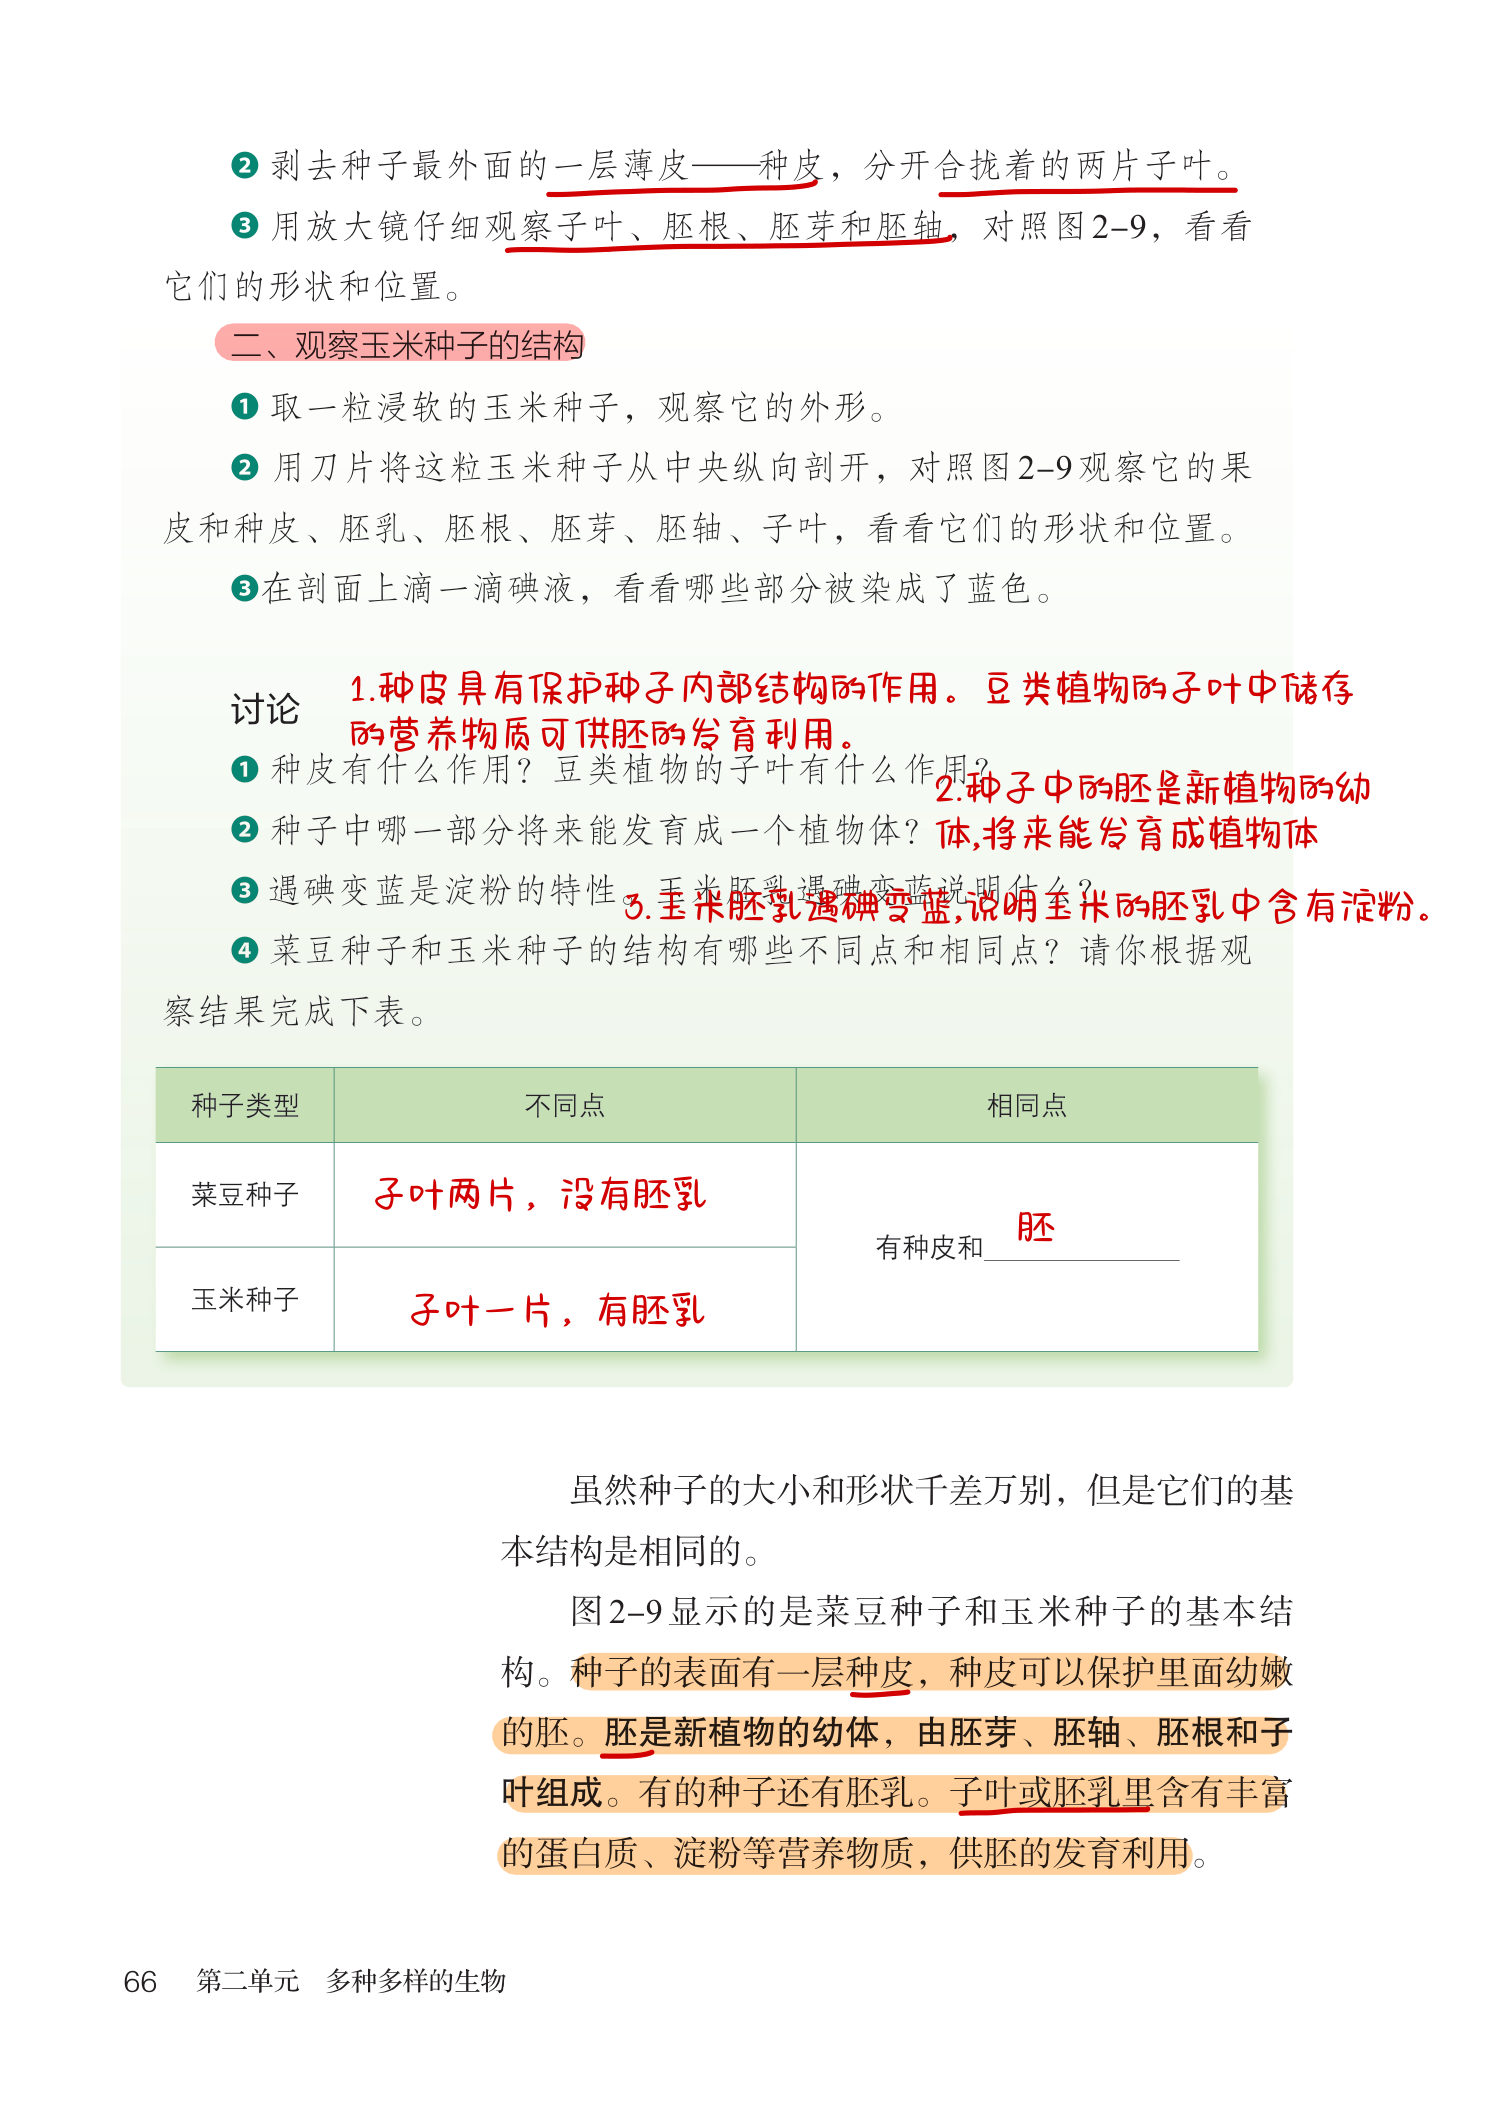 ❷ 剥去种子最外面的一层薄皮——种皮，分开合拢着的两片子叶。
❸ 用放大镜仔细观察子叶、胚根、胚芽和胚轴，对照图2-9，看看
它们的形状和位置。
二、观察玉米种子的结构
❶ 取一粒浸软的玉米种子，观察它的外形。
❷ 用刀片将这粒玉米种子从中央纵向剖开，对照图2-9观察它的果
皮和种皮、胚乳、胚根、胚芽、胚轴、子叶，看看它们的形状和位置。
❸在剖面上滴一滴碘液，看看哪些部分被染成了蓝色。
讨论
1.种皮具有保护种子内部结构的作用。豆类植物的子叶中储存
的营养物质可供胚的发育利用。
❶ 种皮有什么作用？豆类植物的子叶有什么作用？
2.种子中的胚是新植物的幼
体,将来能发育成植物体
❷ 种子中哪一部分将来能发育成一个植物体？
❸ 遇碘变蓝是淀粉的特性。玉米胚乳遇碘变蓝说明什么？
3.玉米胚乳遇碘变蓝,说明玉米的胚乳中含有淀粉。
❹ 菜豆种子和玉米种子的结构有哪些不同点和相同点？请你根据观
察结果完成下表。
种子类型 不同点 相同点
菜豆种子 子叶两片，没有胚乳
有种皮和 胚
玉米种子 子叶一片，有胚乳
虽然种子的大小和形状千差万别，但是它们的基
本结构是相同的。
图2-9显示的是菜豆种子和玉米种子的基本结
构。种子的表面有一层种皮，种皮可以保护里面幼嫩
的胚。胚是新植物的幼体，由胚芽、胚轴、胚根和子
叶组成。有的种子还有胚乳。子叶或胚乳里含有丰富
的蛋白质、淀粉等营养物质，供胚的发育利用。
66 第二单元 多种多样的生物